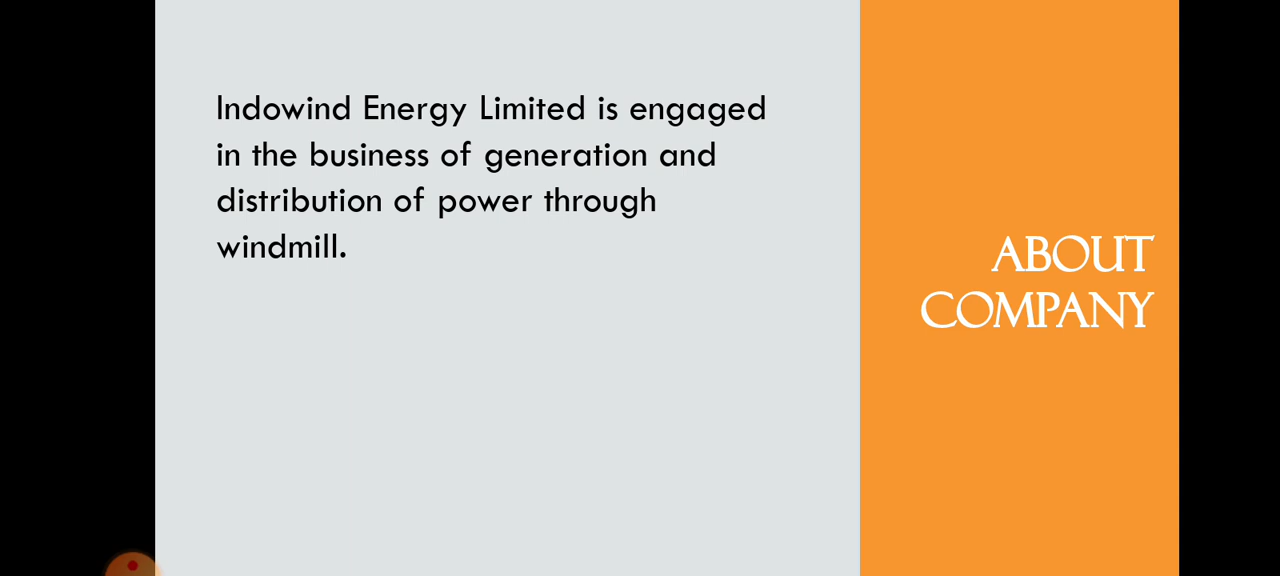 Indowind Energy Limited is engaged
in the business of generation and
distribution of power through
windmill.
ABOUT
COMPANY